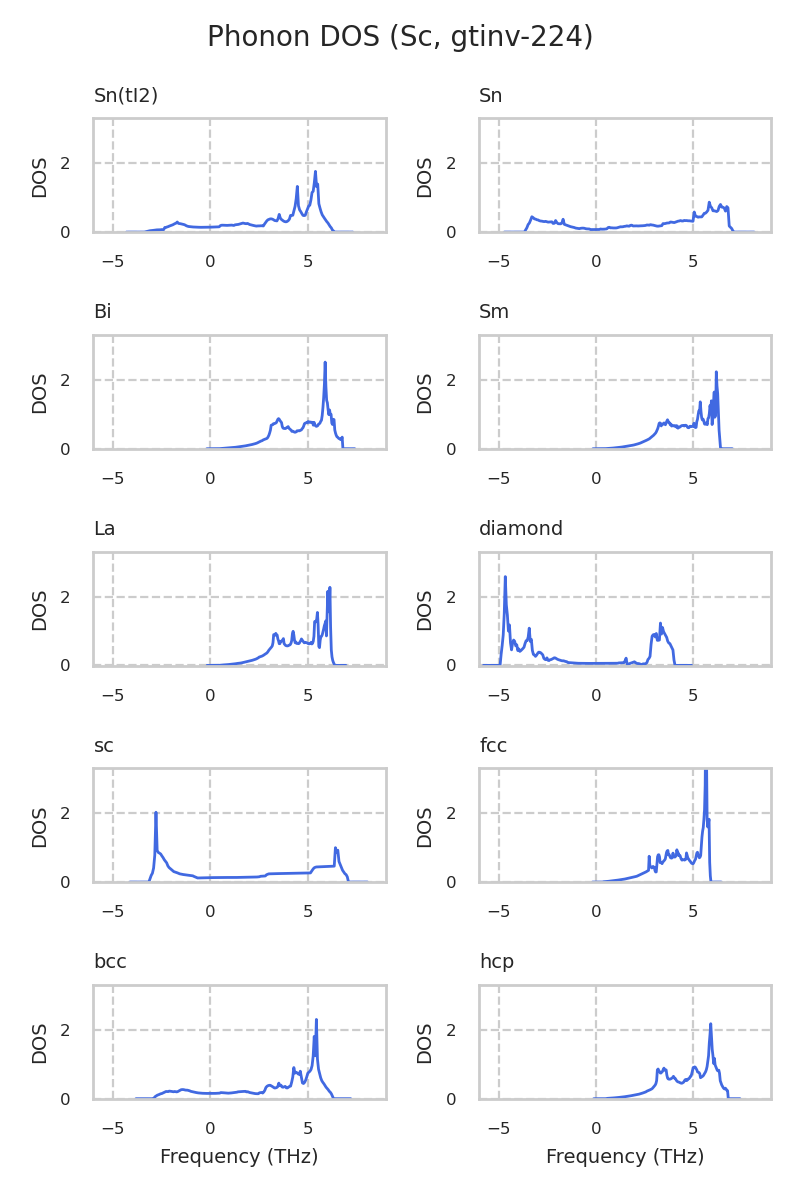 Phonon DOS (Sc, gtinv-224)
Sn(tI2)
DOS
2
0
−5 0 5
Sn
DOS
2
0
−5 0 5
Bi
DOS
2
0
−5 0 5
Sm
DOS
2
0
−5 0 5
La
DOS
2
0
−5 0 5
diamond
DOS
2
0
−5 0 5
sc
DOS
2
0
−5 0 5
fcc
DOS
2
0
−5 0 5
bcc
DOS
2
0
−5 0 5
Frequency (THz)
hcp
DOS
2
0
−5 0 5
Frequency (THz)